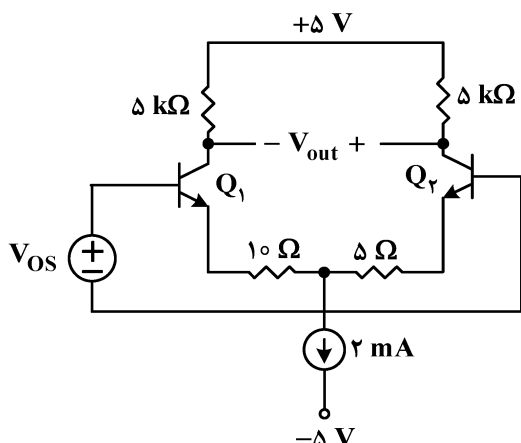 +۵ V
۵ kΩ
۵ kΩ
− Vout +
Q۱
Q۲
VOS
۱۰ Ω
۵ Ω
۲ mA
−۵ V